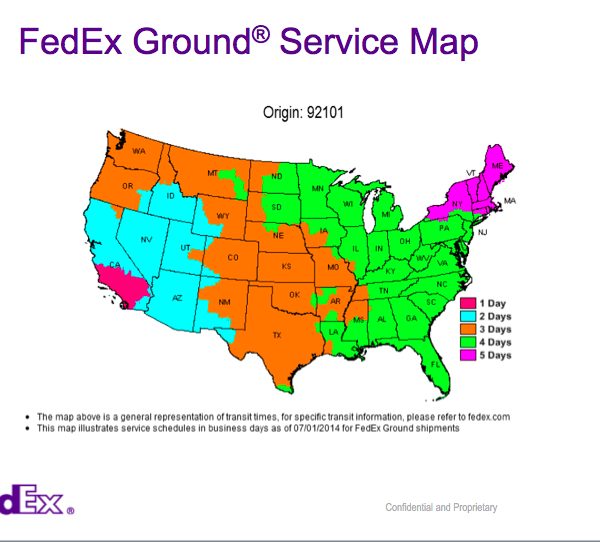 FedEx Ground® Service Map
Origin: 92101
WA
MT
ND
MN
OR
ID
WY
SD
WI
MI
VT
ME
NY
MA
NV
UT
CO
NE
IA
IL
IN
OH
PA
NJ
CA
KS
MO
KY
WV
VA
AZ
NM
OK
AR
TN
NC
SC
TX
LA
MS
AL
GA
FL
1 Day
2 Days
3 Days
4 Days
5 Days
• The map above is a general representation of transit times, for specific transit information, please refer to fedex.com
• This map illustrates service schedules in business days as of 07/01/2014 for FedEx Ground shipments
dEx®
Confidential and Proprietary